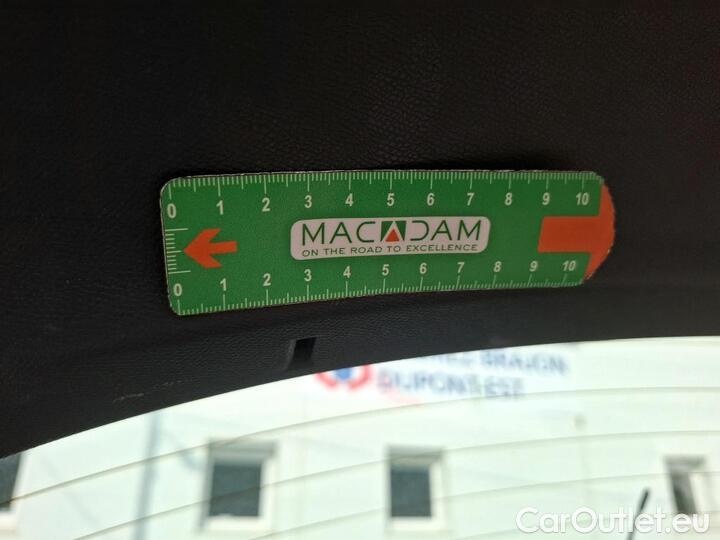 0 1 2 3 4 5 6 7 8 9 10
MACADAM
ON THE ROAD TO EXCELLENCE
0 1 2 3 4 5 6 7 8 9 10
CarOutlet.eu